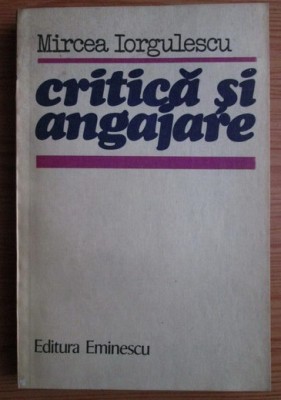 Mircea Iorgulescu
critică și
angajare
Editura Eminescu